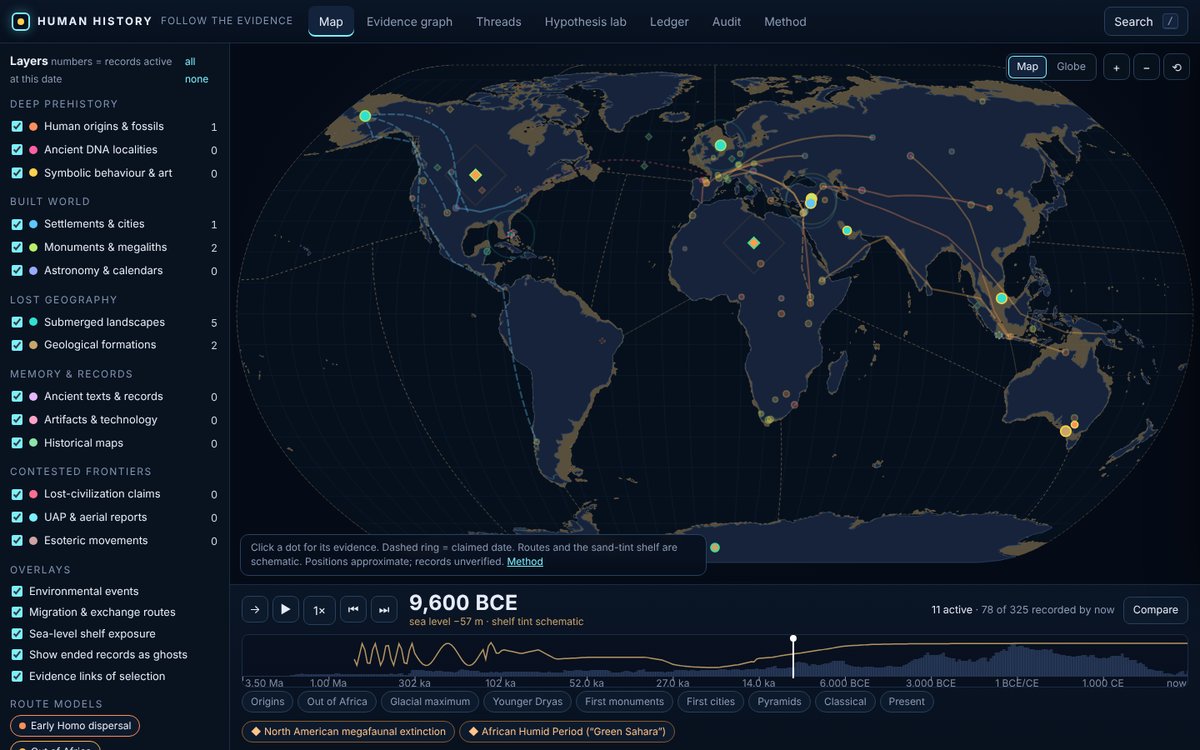 HUMAN HISTORY FOLLOW THE EVIDENCE Map Evidence graph Threads Hypothesis lab Ledger Audit Method Search /
Layers numbers = records active at this date all none
DEEP PREHISTORY
Human origins & fossils 1
Ancient DNA localities 0
Symbolic behaviour & art 0
BUILT WORLD
Settlements & cities 1
Monuments & megaliths 2
Astronomy & calendars 0
LOST GEOGRAPHY
Submerged landscapes 5
Geological formations 2
MEMORY & RECORDS
Ancient texts & records 0
Artifacts & technology 0
Historical maps 0
CONTESTED FRONTIERS
Lost-civilization claims 0
UAP & aerial reports 0
Esoteric movements 0
OVERLAYS
Environmental events
Migration & exchange routes
Sea-level shelf exposure
Show ended records as ghosts
Evidence links of selection
ROUTE MODELS
Early Homo dispersal
Out of Africa
Map Globe + − ⟲
Click a dot for its evidence. Dashed ring = claimed date. Routes and the sand-tint shelf are
schematic. Positions approximate; records unverified. Method
→ ▶ 1× ⏮ ⏭ 9,600 BCE
sea level −57 m · shelf tint schematic
11 active · 78 of 325 recorded by now Compare
3.50 Ma 1.00 Ma 302 ka 102 ka 52.0 ka 27.0 ka 14.0 ka 6,000 BCE 3,000 BCE 1 BCE/CE 1,000 CE now
Origins Out of Africa Glacial maximum Younger Dryas First monuments First cities Pyramids Classical Present
◆ North American megafaunal extinction ◆ African Humid Period (“Green Sahara”)